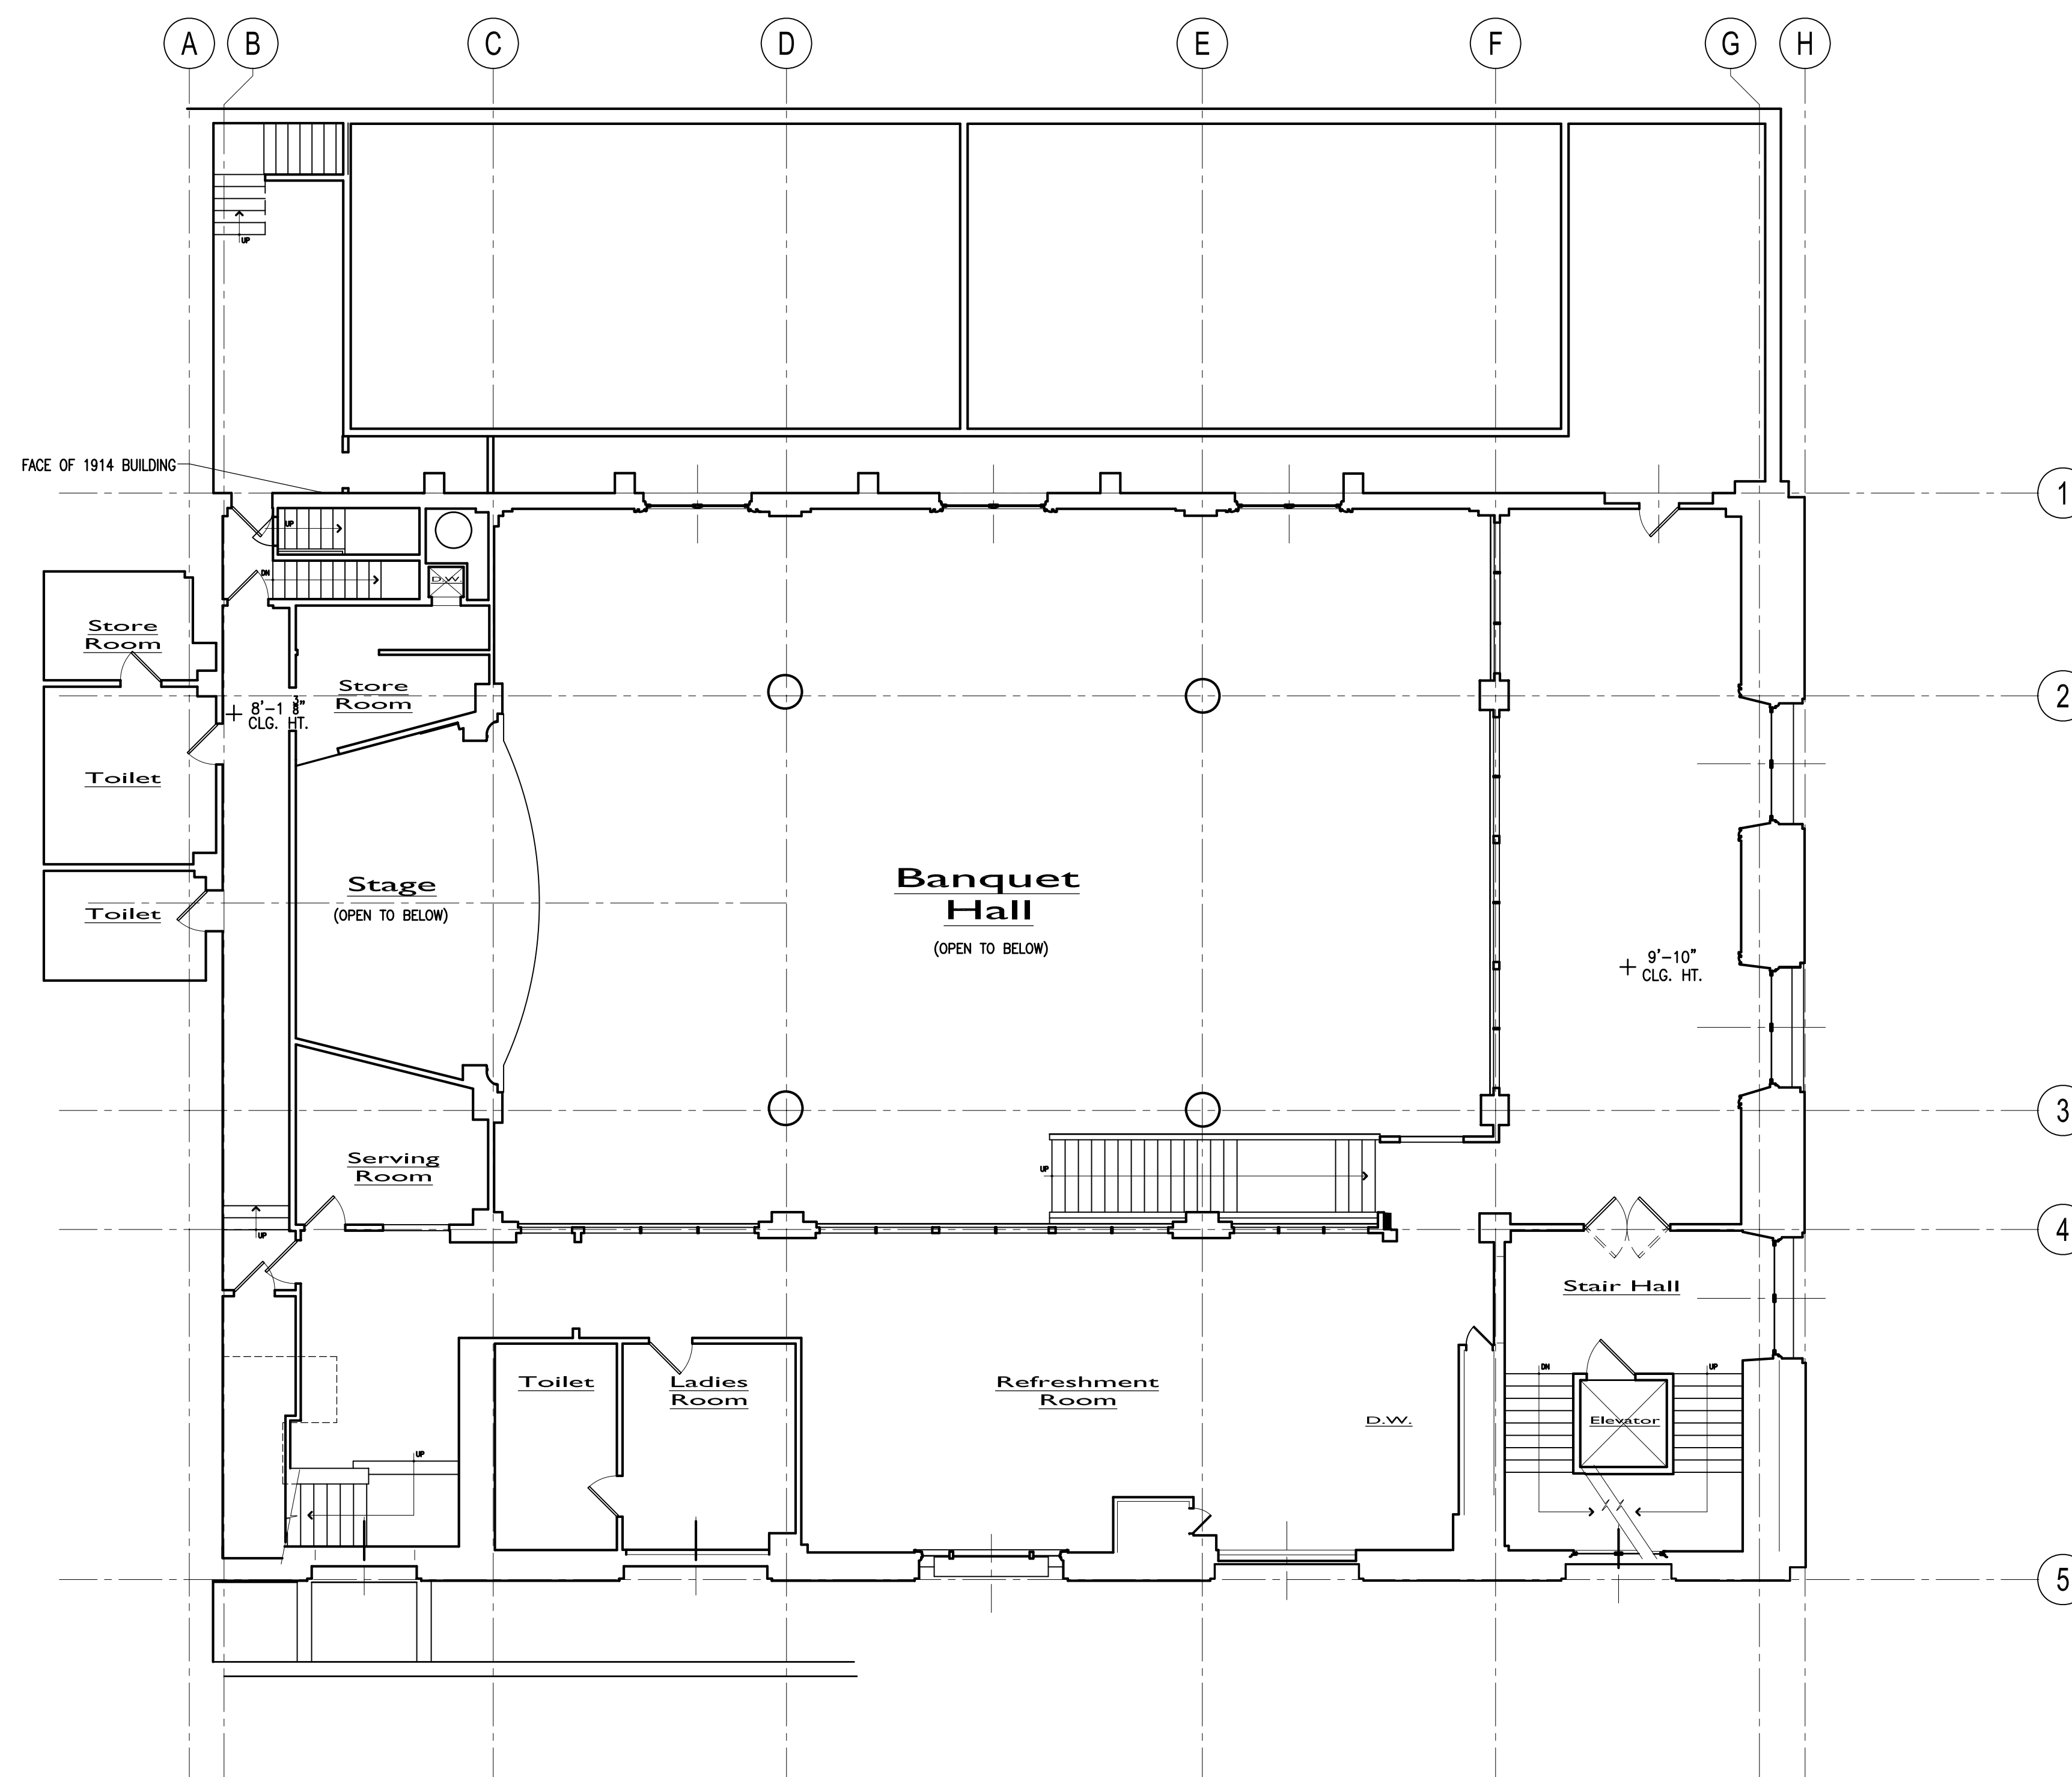 A B C D E F G H
FACE OF 1914 BUILDING
1
UP
UP
DN
D.W.
Store
Room
Store
Room
2
8'-1 3/8"
CLG. HT.
Toilet
Stage
(OPEN TO BELOW)
Banquet
Hall
(OPEN TO BELOW)
Toilet
9'-10"
CLG. HT.
3
Serving
Room
UP
UP
4
Stair Hall
Toilet
Ladies
Room
Refreshment
Room
D.W.
DN
UP
Elevator
UP
5